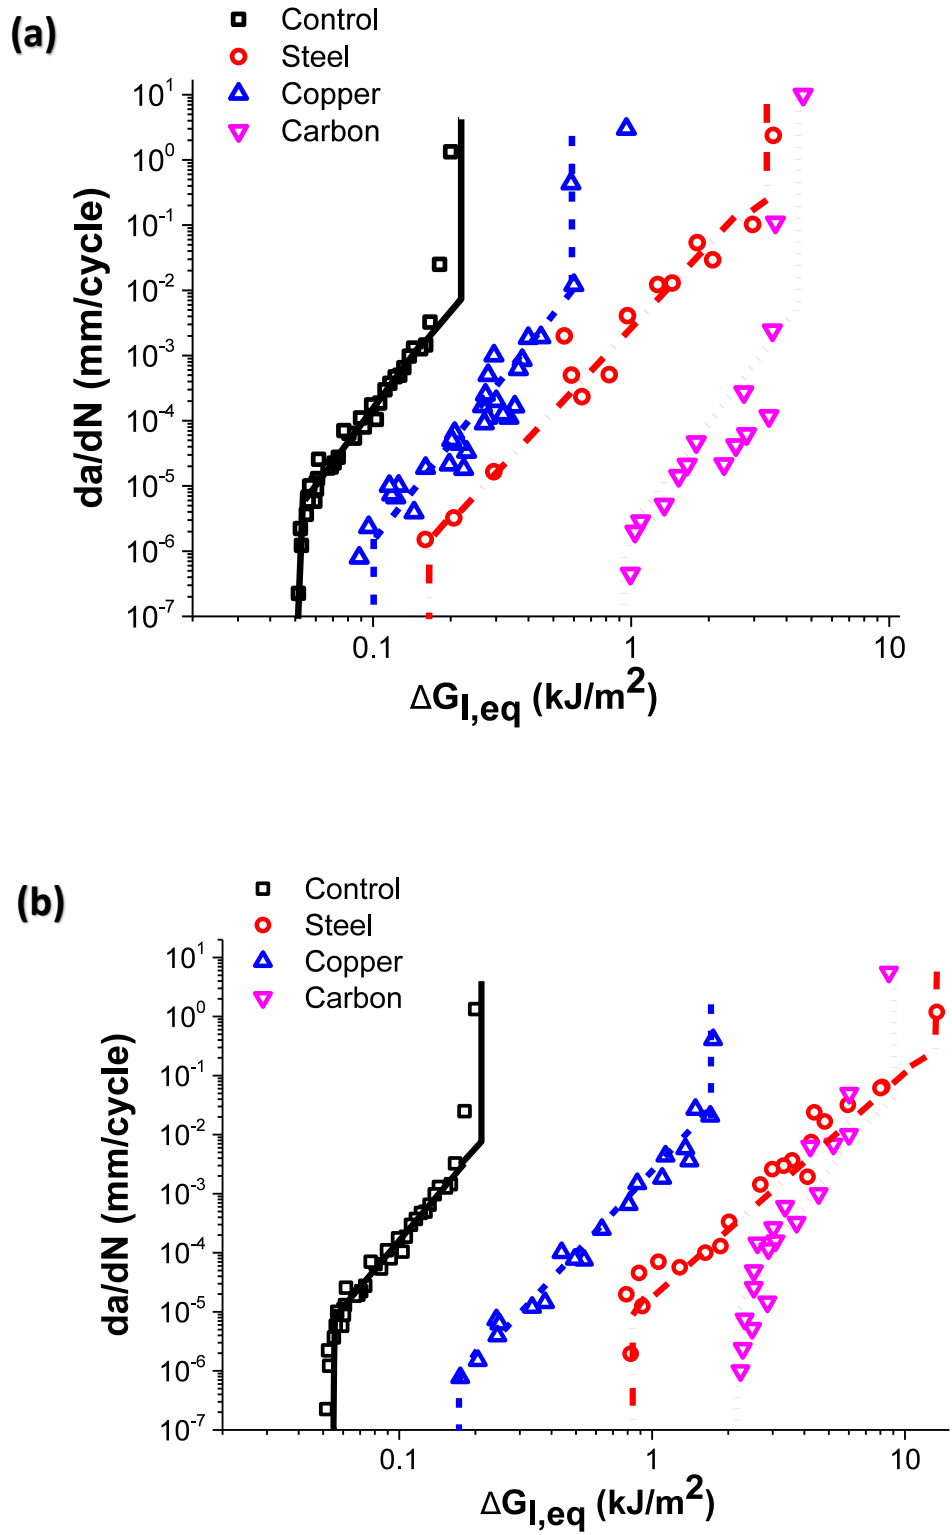 (a)
Control
Steel
Copper
Carbon
10¹
10⁰
10⁻¹
10⁻²
10⁻³
10⁻⁴
10⁻⁵
10⁻⁶
10⁻⁷
da/dN (mm/cycle)
0.1 1 10
ΔG_I,eq (kJ/m²)
(b)
Control
Steel
Copper
Carbon
10¹
10⁰
10⁻¹
10⁻²
10⁻³
10⁻⁴
10⁻⁵
10⁻⁶
10⁻⁷
da/dN (mm/cycle)
0.1 1 10
ΔG_I,eq (kJ/m²)